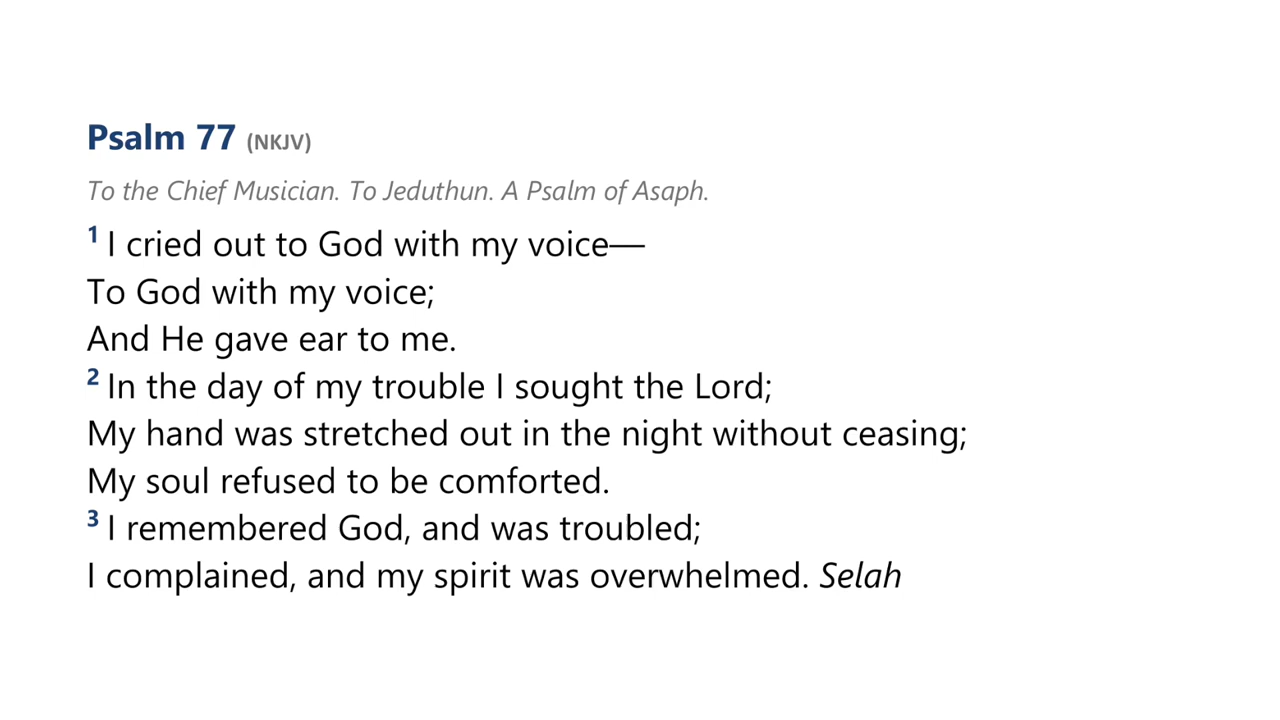 Psalm 77 (NKJV)
To the Chief Musician. To Jeduthun. A Psalm of Asaph.
1 I cried out to God with my voice—
To God with my voice;
And He gave ear to me.
2 In the day of my trouble I sought the Lord;
My hand was stretched out in the night without ceasing;
My soul refused to be comforted.
3 I remembered God, and was troubled;
I complained, and my spirit was overwhelmed. Selah